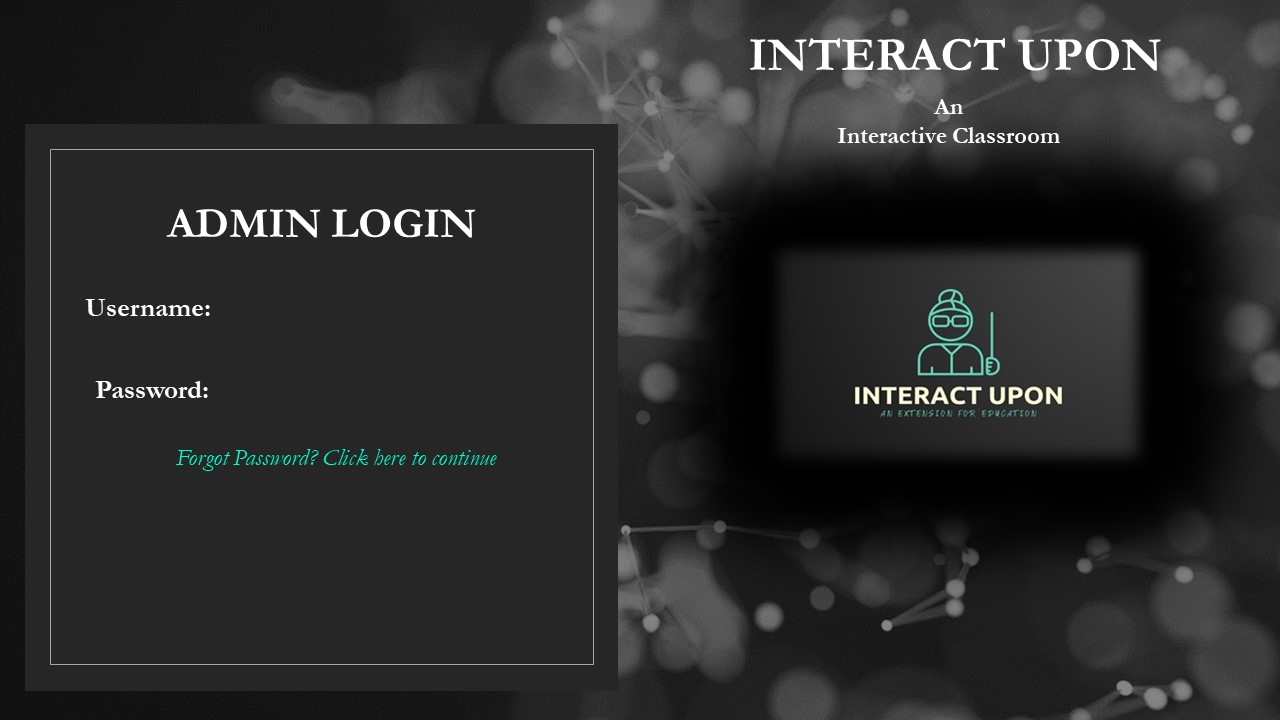 INTERACT UPON
An
Interactive Classroom
ADMIN LOGIN
Username:
Password:
Forgot Password? Click here to continue
INTERACT UPON
AN EXTENSION FOR EDUCATION